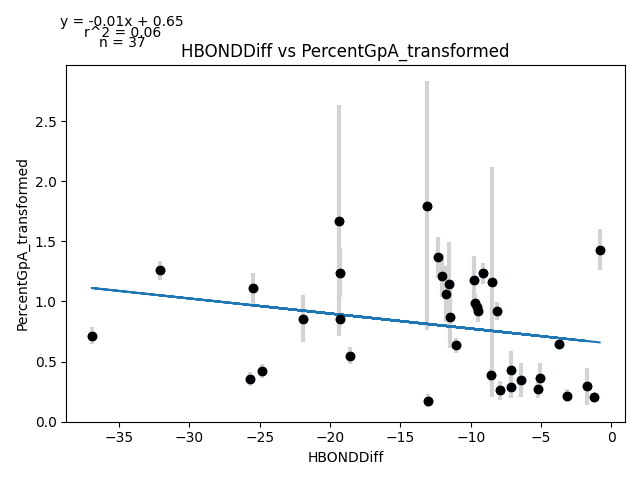 y = -0.01x + 0.65
r^2 = 0.06
n = 37
HBONDDiff vs PercentGpA_transformed
PercentGpA_transformed
2.5
2.0
1.5
1.0
0.5
0.0
−35
−30
−25
−20
−15
−10
−5
0
HBONDDiff